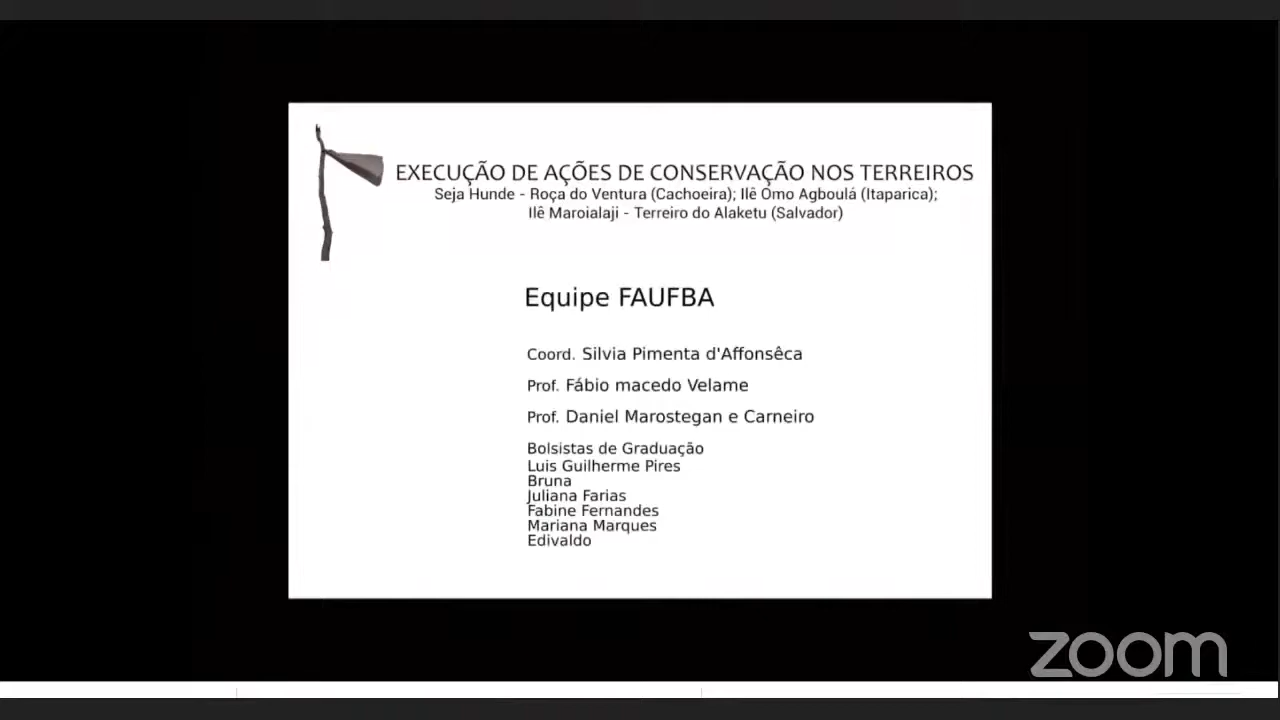 EXECUÇÃO DE AÇÕES DE CONSERVAÇÃO NOS TERREIROS
Seja Hunde - Roça do Ventura (Cachoeira); Ilê Omo Agboulá (Itaparica);
Ilê Maroialaji - Terreiro do Alaketu (Salvador)
Equipe FAUFBA
Coord. Silvia Pimenta d'Affonsêca
Prof. Fábio macedo Velame
Prof. Daniel Marostegan e Carneiro
Bolsistas de Graduação
Luis Guilherme Pires
Bruna
Juliana Farias
Fabine Fernandes
Mariana Marques
Edivaldo
zoom